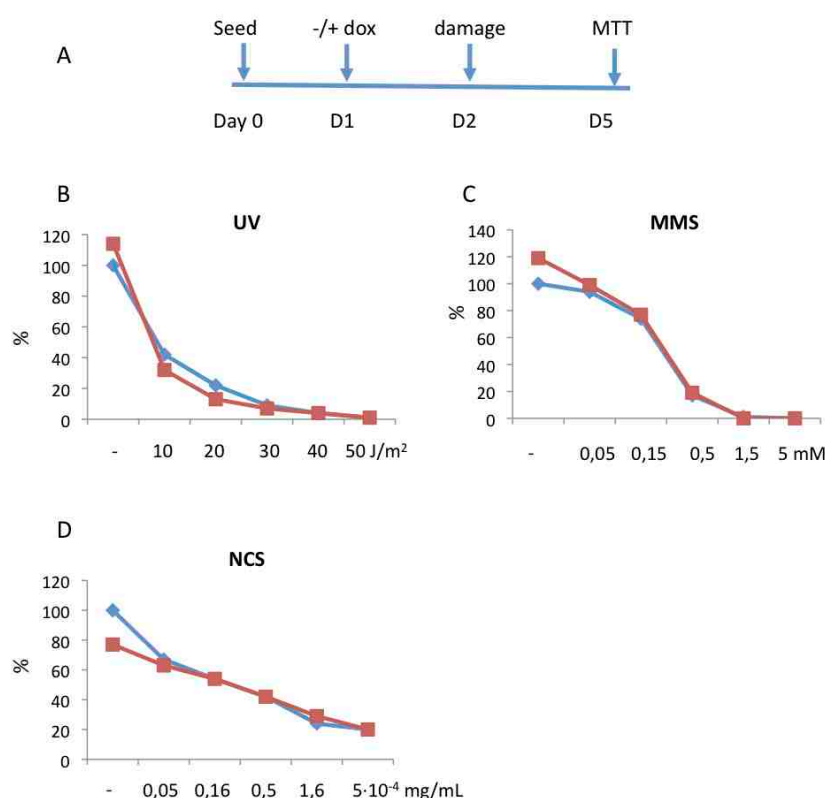 A
Seed -/+ dox damage MTT
Day 0 D1 D2 D5
B
UV
120
100
80
60
40
20
0
%
- 10 20 30 40 50 J/m²
C
MMS
140
120
100
80
60
40
20
0
%
- 0,05 0,15 0,5 1,5 5 mM
D
NCS
120
100
80
60
40
20
0
%
- 0,05 0,16 0,5 1,6 5·10⁻⁴ mg/mL